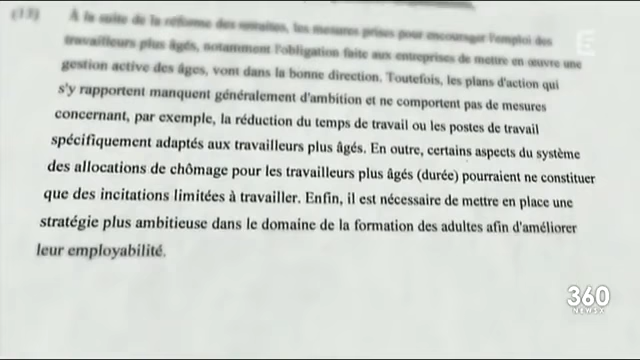 (13) À la suite de la réforme des retraites, les mesures prises pour encourager l'emploi des
travailleurs plus âgés, notamment l'obligation faite aux entreprises de mettre en œuvre une
gestion active des âges, vont dans la bonne direction. Toutefois, les plans d'action qui
s'y rapportent manquent généralement d'ambition et ne comportent pas de mesures
concernant, par exemple, la réduction du temps de travail ou les postes de travail
spécifiquement adaptés aux travailleurs plus âgés. En outre, certains aspects du système
des allocations de chômage pour les travailleurs plus âgés (durée) pourraient ne constituer
que des incitations limitées à travailler. Enfin, il est nécessaire de mettre en place une
stratégie plus ambitieuse dans le domaine de la formation des adultes afin d'améliorer
leur employabilité.
360
NEWSX